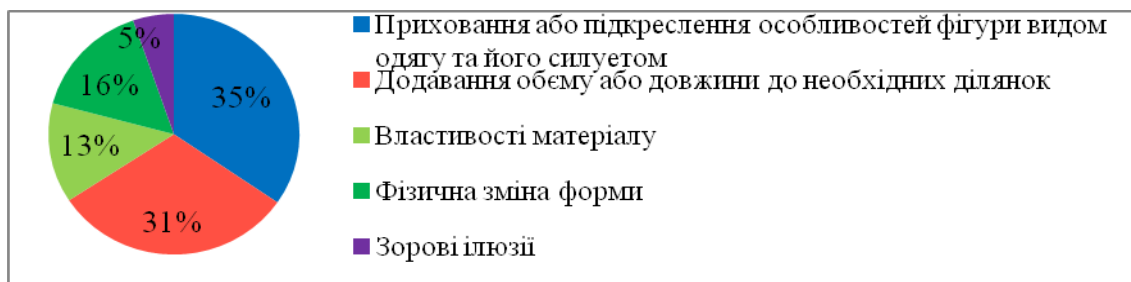 5%
16%
35%
13%
31%
Приховання або підкреслення особливостей фігури видом
одягу та його силуетом
Додавання обєму або довжини до необхідних ділянок
Властивості матеріалу
Фізична зміна форми
Зорові ілюзії